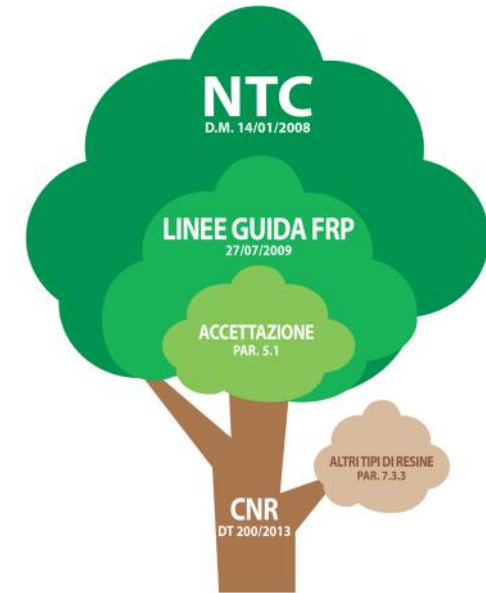 NTC
D.M. 14/01/2008
LINEE GUIDA FRP
27/07/2009
ACCETTAZIONE
PAR. 5.1
ALTRI TIPI DI RESINE
PAR. 7.3.3
CNR
DT 200/2013